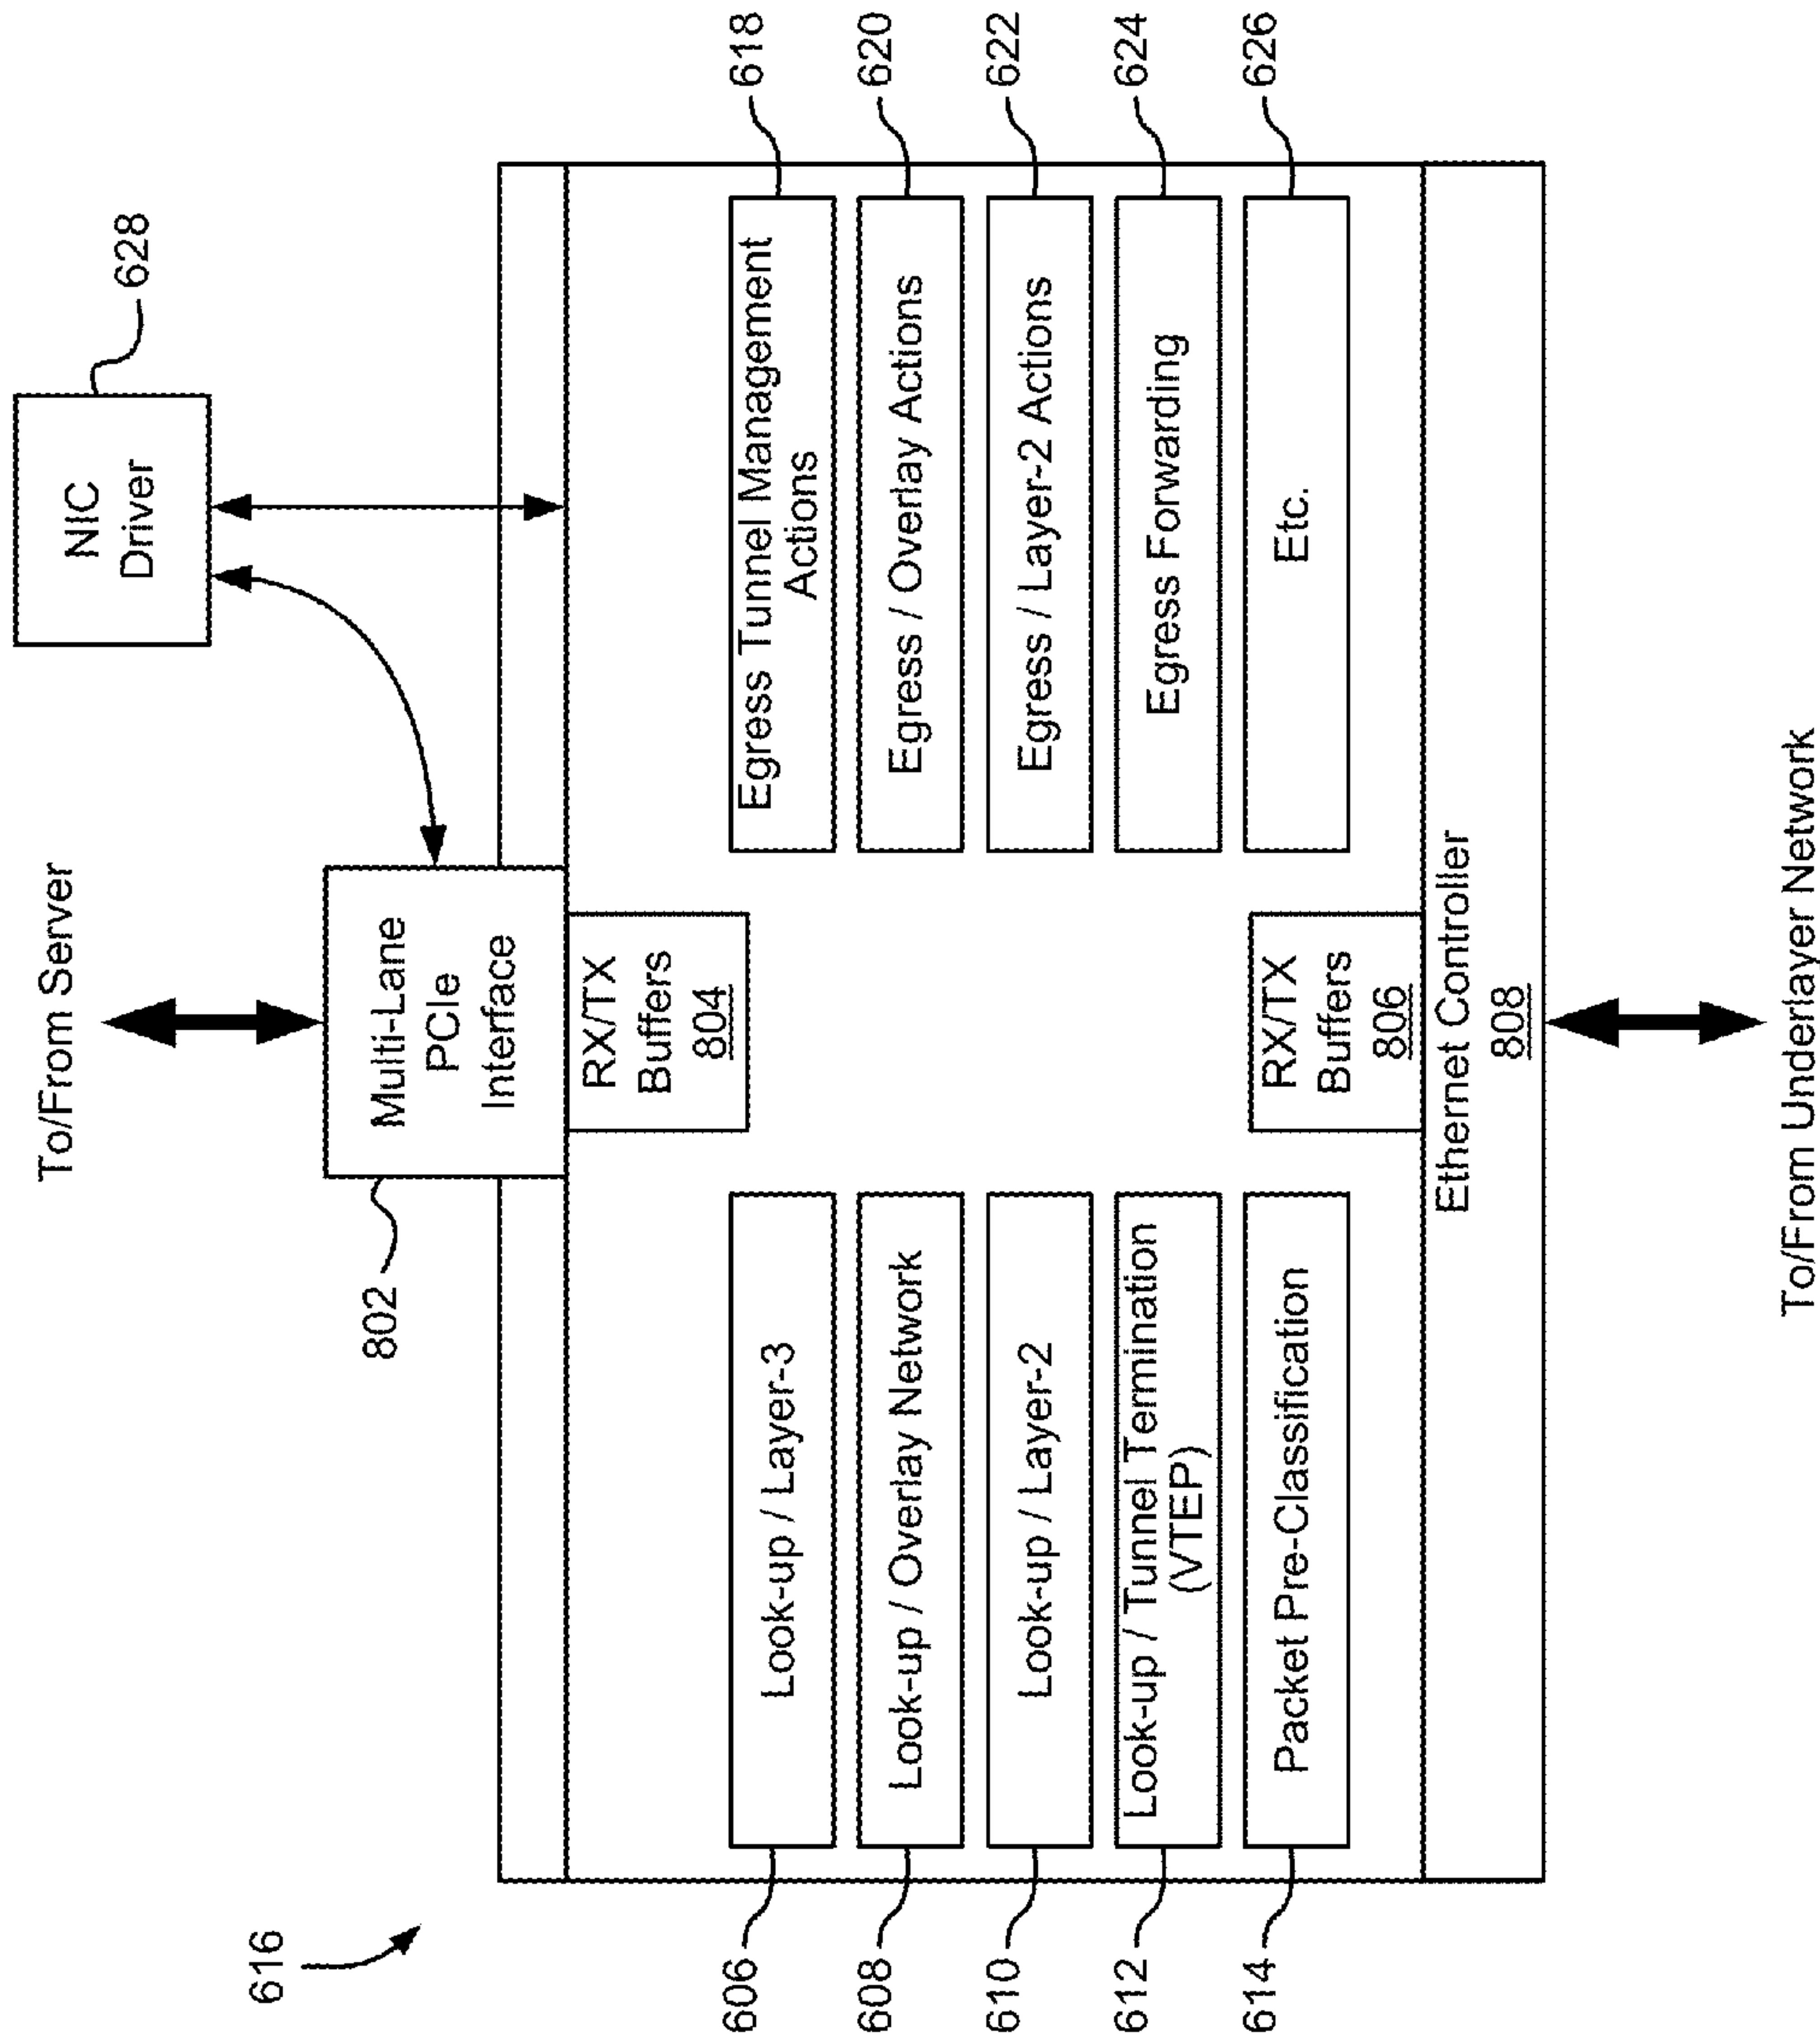 To/From Server
NIC
Driver
628
802
Multi-Lane
PCIe
Interface
616
RX/TX
Buffers
804
606
Look-up / Layer-3
608
Look-up / Overlay Network
610
Look-up / Layer-2
612
Look-up / Tunnel Termination
(VTEP)
614
Packet Pre-Classification
Egress Tunnel Management
Actions
618
Egress / Overlay Actions
620
Egress / Layer-2 Actions
622
Egress Forwarding
624
Etc.
626
RX/TX
Buffers
806
Ethernet Controller
808
To/From Underlayer Network